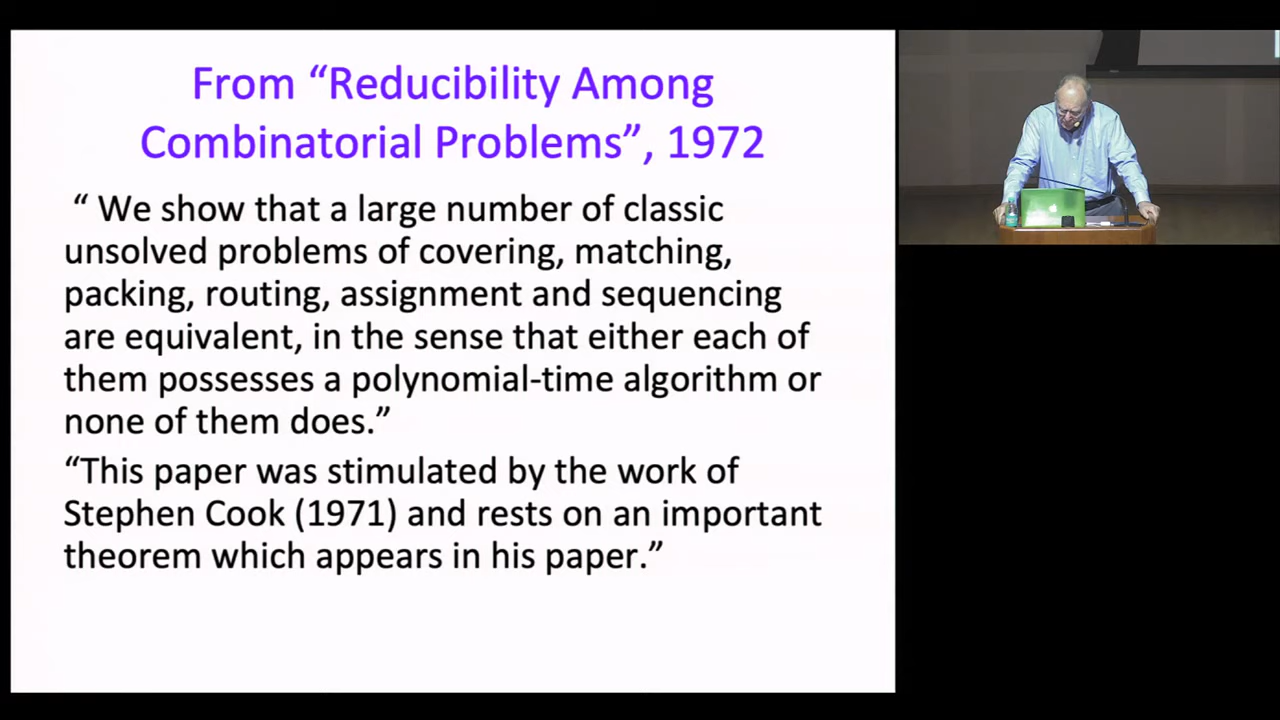 From “Reducibility Among
Combinatorial Problems”, 1972
“ We show that a large number of classic
unsolved problems of covering, matching,
packing, routing, assignment and sequencing
are equivalent, in the sense that either each of
them possesses a polynomial-time algorithm or
none of them does.”
“This paper was stimulated by the work of
Stephen Cook (1971) and rests on an important
theorem which appears in his paper.”